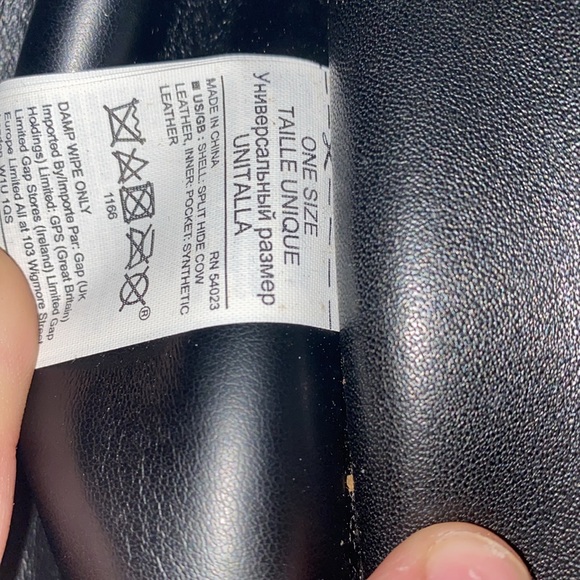 ONE SIZE
TAILLE UNIQUE
Универсальный размер
UNITALLA
RN 54023
MADE IN CHINA
US/GB : SHELL: SPLIT HIDE COW
LEATHER, INNER: POCKET: SYNTHETIC
LEATHER
1166
®
DAMP WIPE ONLY
Imported By/Importe Par: Gap (UK
Holdings) Limited; GPS (Great Britain)
Limited Gap Stores (Ireland) Limited Gap
Europe Limited All at 103 Wigmore Street
W1U 1QS